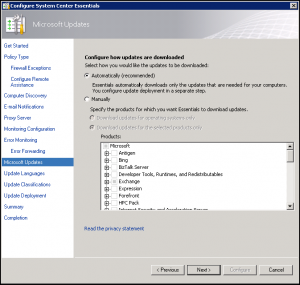 Configure System Center Essentials
Microsoft Updates
Get Started
Policy Type
Firewall Exceptions
Configure Remote
Assistance
Computer Discovery
E-mail Notifications
Proxy Server
Monitoring Configuration
Error Monitoring
Error Forwarding
Microsoft Updates
Update Languages
Update Classifications
Update Deployment
Summary
Completion
Configure how updates are downloaded
Select how you would like the updates to be downloaded:
Automatically (recommended)
Essentials automatically downloads only the updates that are needed for your computers.
You configure update deployment in a separate step.
Manually
Specify the products for which you want Essentials to download updates.
Download updates for operating systems only
Download updates for the selected products only
Products:
Microsoft
Antigen
Bing
BizTalk Server
Developer Tools, Runtimes, and Redistributables
Exchange
Expression
Forefront
HPC Pack
Internet Security and Acceleration Server
Read the privacy statement
< Previous
Next >
Configure
Cancel